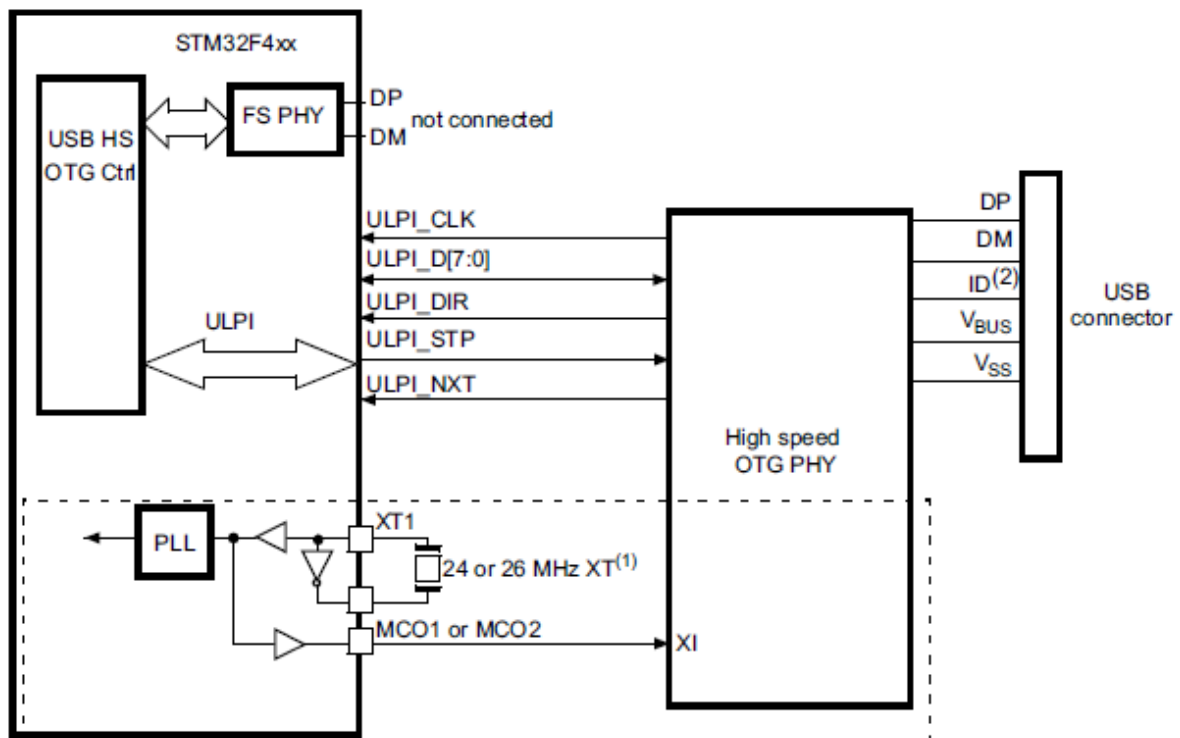 STM32F4xx
USB HS
OTG Ctrl
FS PHY
DP
DM
not connected
ULPI_CLK
ULPI_D[7:0]
ULPI_DIR
ULPI_STP
ULPI_NXT
ULPI
High speed
OTG PHY
DP
DM
ID(2)
VBUS
VSS
USB
connector
PLL
XT1
24 or 26 MHz XT(1)
MCO1 or MCO2
XI